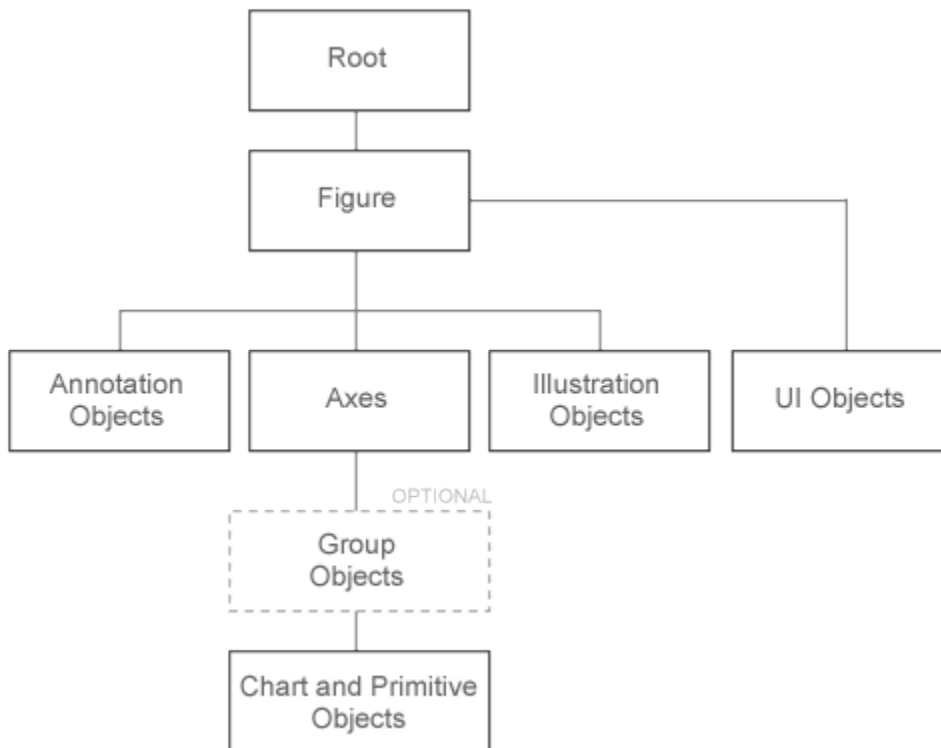 Root
Figure
Annotation
Objects
Axes
Illustration
Objects
UI Objects
OPTIONAL
Group
Objects
Chart and Primitive
Objects